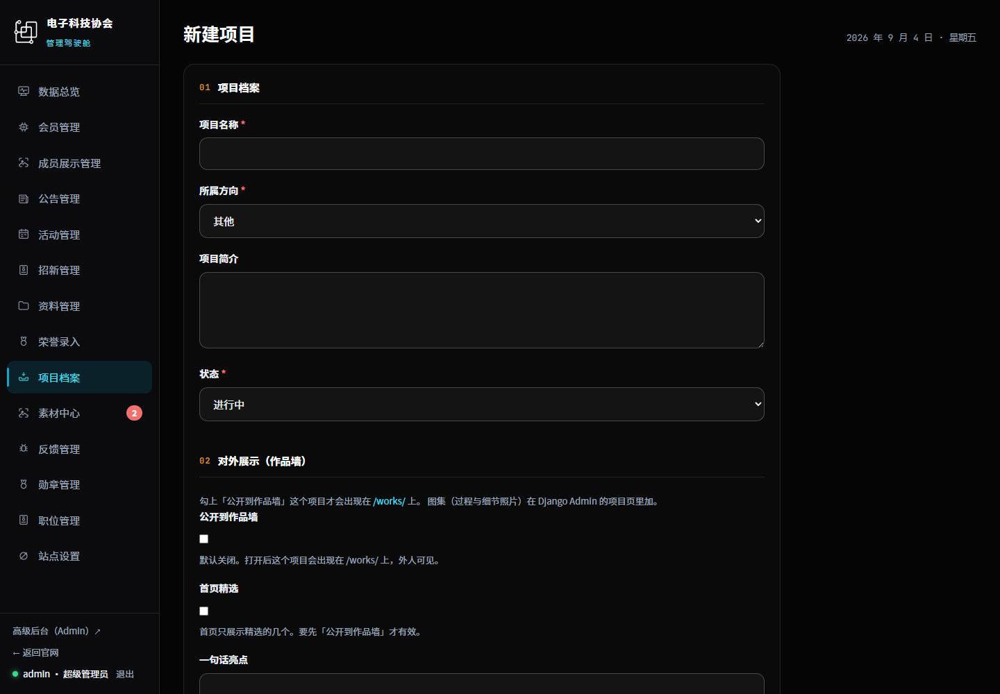 电子科技协会
管理驾驶舱
数据总览
会员管理
成员展示管理
公告管理
活动管理
招新管理
资料管理
荣誉录入
项目档案
素材中心 2
反馈管理
勋章管理
职位管理
站点设置
高级后台（Admin）↗
← 返回官网
admin · 超级管理员 退出
新建项目
2026 年 9 月 4 日 · 星期五
01 项目档案
项目名称 *
所属方向 *
其他
项目简介
状态 *
进行中
02 对外展示（作品墙）
勾上「公开到作品墙」这个项目才会出现在 /works/ 上。 图集（过程与细节照片）在 Django Admin 的项目页里加。
公开到作品墙
默认关闭。打开后这个项目会出现在 /works/ 上，外人可见。
首页精选
首页只展示精选的几个。要先「公开到作品墙」才有效。
一句话亮点